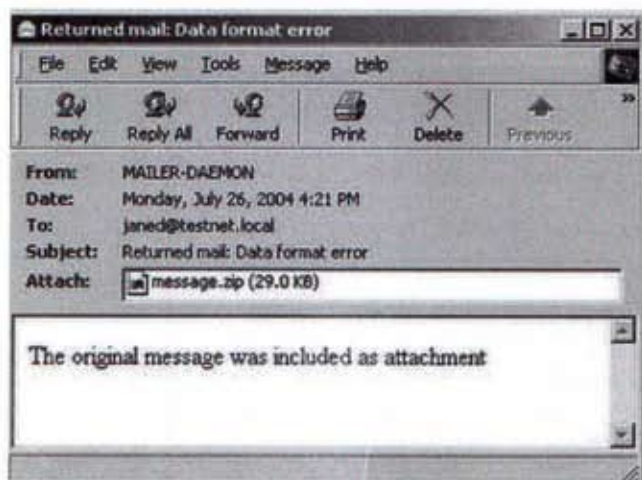 Returned mail: Data format error
File Edit View Tools Message Help
Reply Reply All Forward Print Delete Previous »
From: MAILER-DAEMON
Date: Monday, July 26, 2004 4:21 PM
To: janed@testnet.local
Subject: Returned mail: Data format error
Attach: message.zip (29.0 KB)
The original message was included as attachment